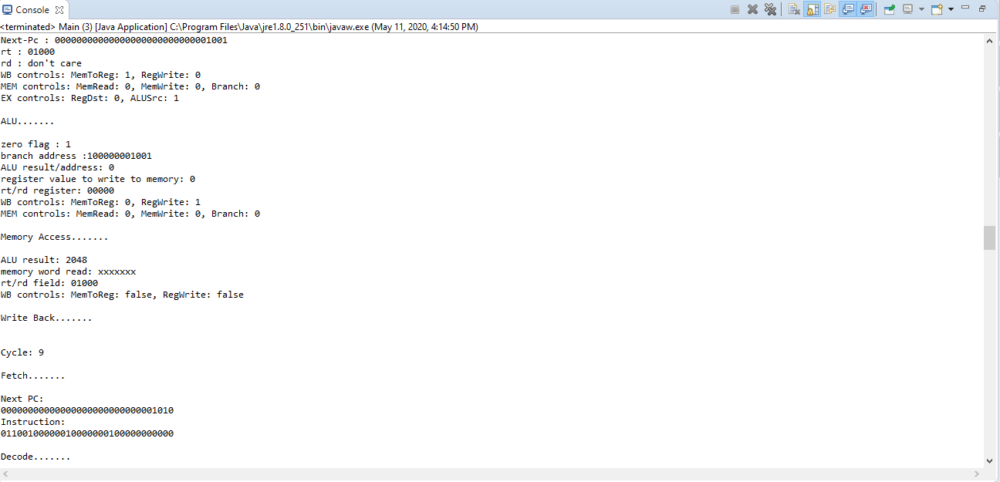 Console
<terminated> Main (3) [Java Application] C:\Program Files\Java\jre1.8.0_251\bin\javaw.exe (May 11, 2020, 4:14:50 PM)
Next-Pc : 00000000000000000000000000001001
rt : 01000
rd : don't care
WB controls: MemToReg: 1, RegWrite: 0
MEM controls: MemRead: 0, MemWrite: 0, Branch: 0
EX controls: RegDst: 0, ALUSrc: 1
ALU.......
zero flag : 1
branch address :100000001001
ALU result/address: 0
register value to write to memory: 0
rt/rd register: 00000
WB controls: MemToReg: 0, RegWrite: 1
MEM controls: MemRead: 0, MemWrite: 0, Branch: 0
Memory Access.......
ALU result: 2048
memory word read: xxxxxxx
rt/rd field: 01000
WB controls: MemToReg: false, RegWrite: false
Write Back.......
Cycle: 9
Fetch.......
Next PC:
00000000000000000000000000001010
Instruction:
01100100000010000000100000000000
Decode.......